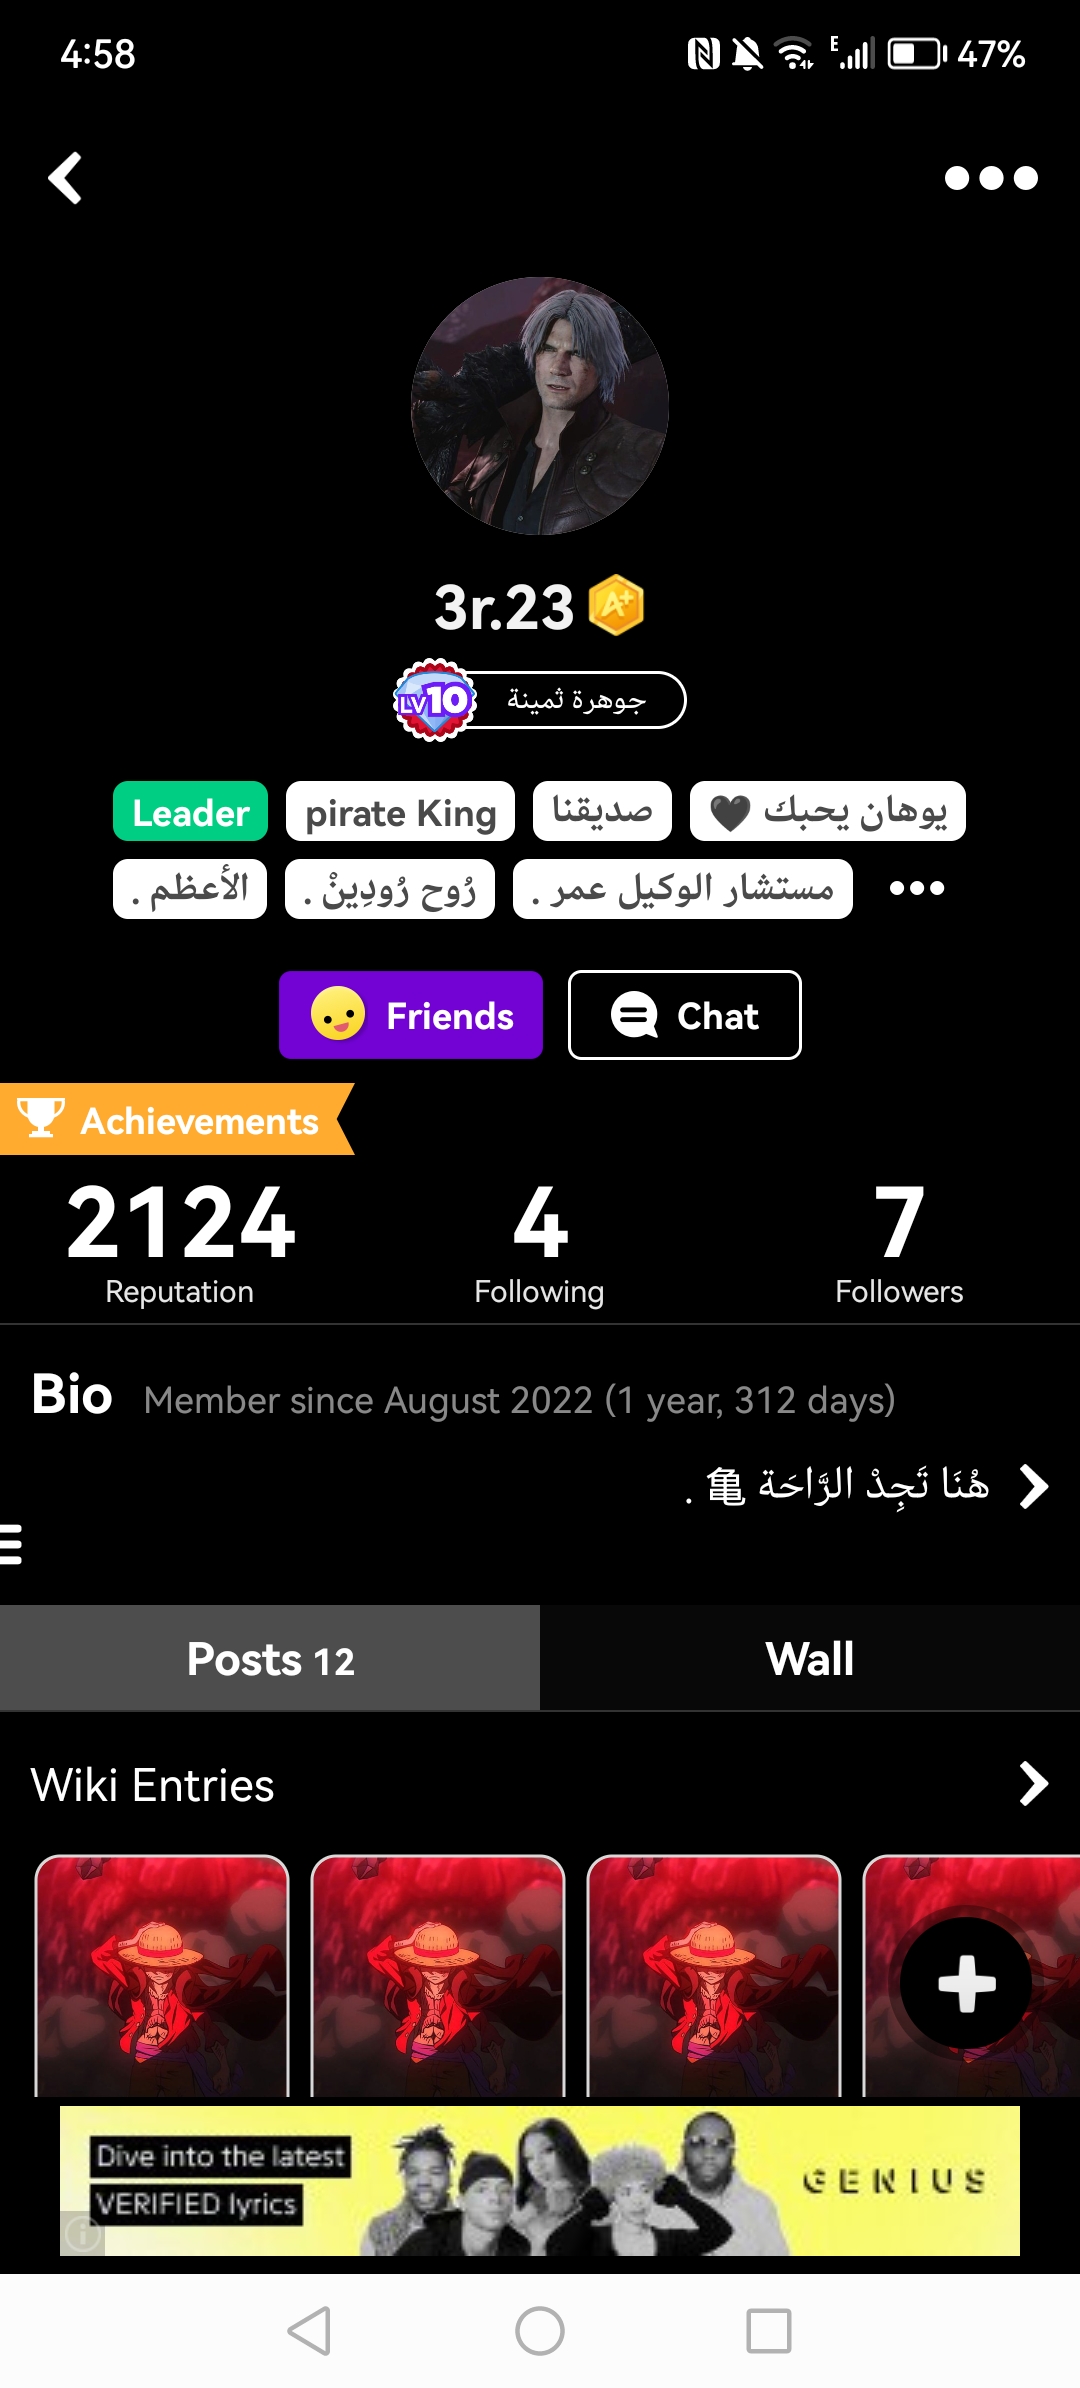 4:58
E
47%
3r.23 A+
LV10 جوهرة ثمينة
Leader
pirate King
صديقنا
يوهان يحبك 🖤
الأعظم .
رُوح رُودِينْ .
مستشار الوكيل عمر .
Friends
Chat
Achievements
2124
4
7
Reputation
Following
Followers
Bio Member since August 2022 (1 year, 312 days)
هُنَا تَجِدْ الرَّاحَة 亀 .
Posts 12
Wall
Wiki Entries
Dive into the latest
VERIFIED lyrics
GENIUS